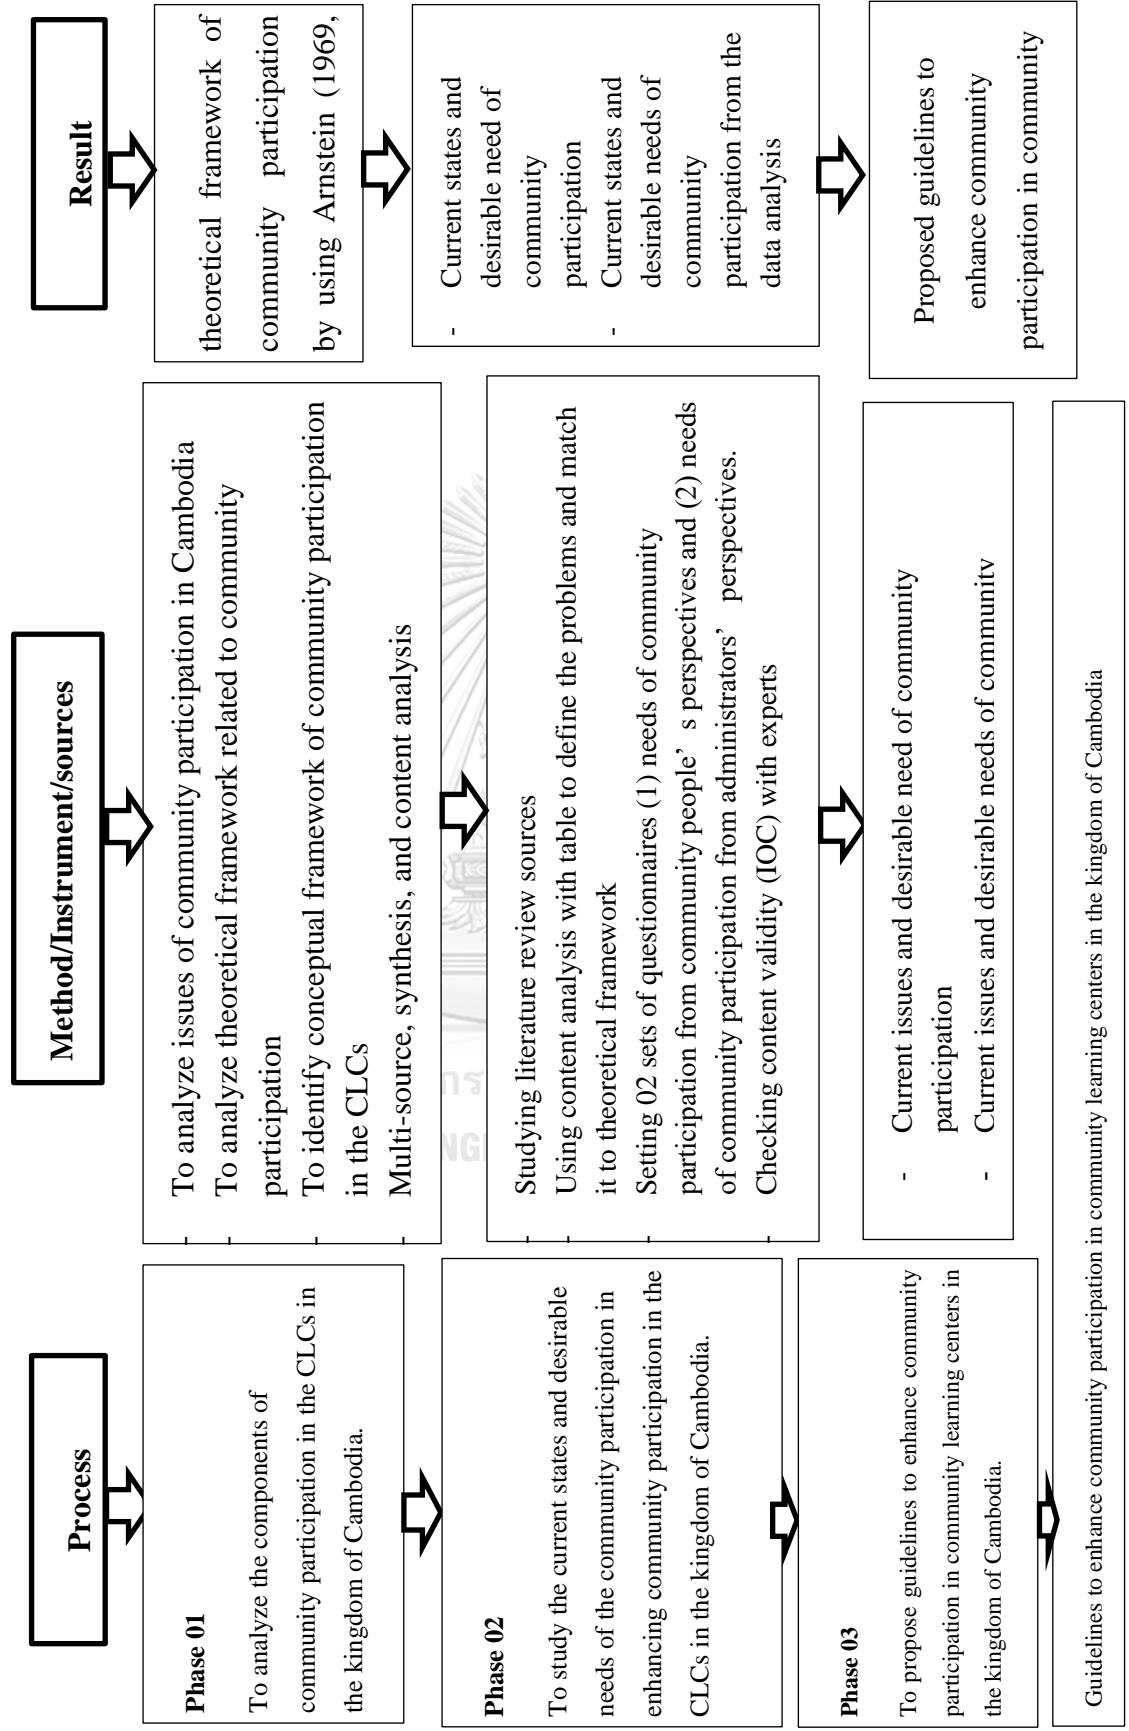 Process
Method/Instrument/sources
Result
Phase 01
To analyze the components of
community participation in the CLCs in
the kingdom of Cambodia.
- To analyze issues of community participation in Cambodia
- To analyze theoretical framework related to community
participation
- To identify conceptual framework of community participation
in the CLCs
- Multi-source, synthesis, and content analysis
theoretical framework of
community participation
by using Arnstein (1969,
Phase 02
To study the current states and desirable
needs of the community participation in
enhancing community participation in the
CLCs in the kingdom of Cambodia.
- Studying literature review sources
- Using content analysis with table to define the problems and match
it to theoretical framework
- Setting 02 sets of questionnaires (1) needs of community
participation from community people’ s perspectives and (2) needs
of community participation from administrators’ perspectives.
- Checking content validity (IOC) with experts
- Current states and
desirable need of
community
participation
- Current states and
desirable needs of
community
participation from the
data analysis
Phase 03
To propose guidelines to enhance community
participation in community learning centers in
the kingdom of Cambodia.
- Current issues and desirable need of community
participation
- Current issues and desirable needs of community
Proposed guidelines to
enhance community
participation in community
Guidelines to enhance community participation in community learning centers in the kingdom of Cambodia